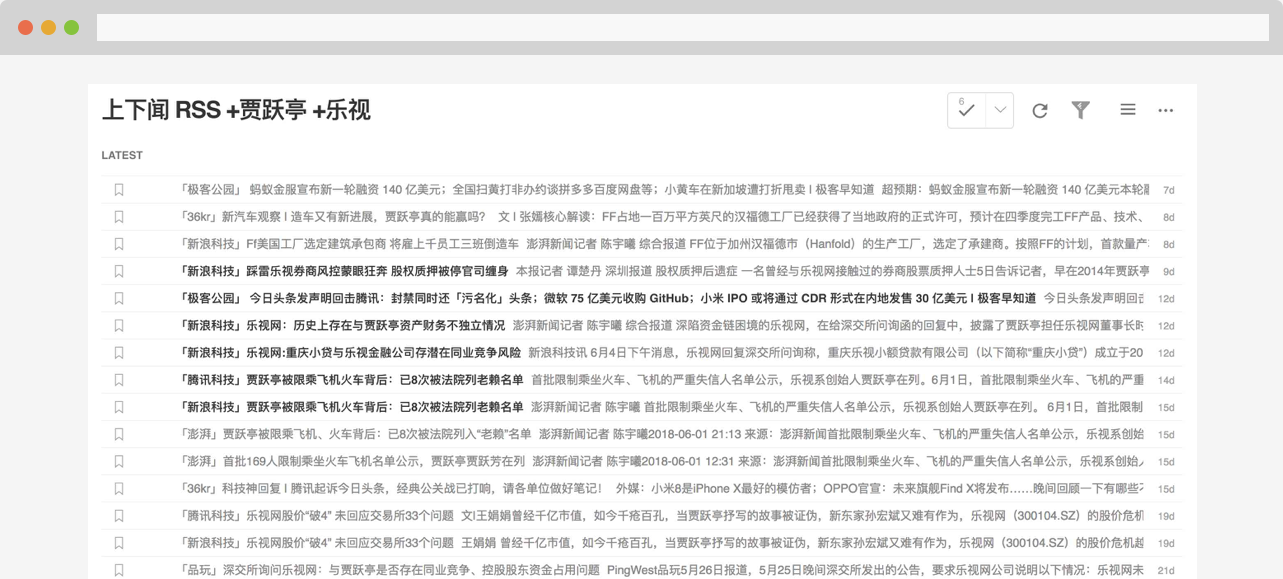 上下闻 RSS +贾跃亭 +乐视
6
LATEST
「极客公园」 蚂蚁金服宣布新一轮融资 140 亿美元；全国扫黄打非办约谈拼多多百度网盘等；小黄车在新加坡遭打折甩卖 | 极客早知道 超预期：蚂蚁金服宣布新一轮融资 140 亿美元本轮融 7d
「36kr」新汽车观察 | 造车又有新进展，贾跃亭真的能赢吗？ 文 | 张嫣核心解读：FF占地一百万平方英尺的汉福德工厂已经获得了当地政府的正式许可，预计在四季度完工FF产品、技术、 8d
「新浪科技」Ff美国工厂选定建筑承包商 将雇上千员工三班倒造车 澎湃新闻记者 陈宇曦 综合报道 FF位于加州汉福德市（Hanfold）的生产工厂，选定了承建商。按照FF的计划，首款量产 8d
「新浪科技」踩雷乐视券商风控蒙眼狂奔 股权质押被停官司缠身 本报记者 谭楚丹 深圳报道 股权质押后遗症 一名曾经与乐视网接触过的券商股票质押人士5日告诉记者，早在2014年贾跃亭 9d
「极客公园」 今日头条发声明回击腾讯：封禁同时还「污名化」头条；微软 75 亿美元收购 GitHub；小米 IPO 或将通过 CDR 形式在内地发售 30 亿美元 | 极客早知道 今日头条发声明回击 12d
「新浪科技」乐视网：历史上存在与贾跃亭资产财务不独立情况 澎湃新闻记者 陈宇曦 综合报道 深陷资金链困境的乐视网，在给深交所问询函的回复中，披露了贾跃亭担任乐视网董事长时 12d
「新浪科技」乐视网:重庆小贷与乐视金融公司存潜在同业竞争风险 新浪科技讯 6月4日下午消息，乐视网回复深交所问询称，重庆乐视小额贷款有限公司（以下简称“重庆小贷”）成立于20 12d
「腾讯科技」贾跃亭被限乘飞机火车背后：已8次被法院列老赖名单 首批限制乘坐火车、飞机的严重失信人名单公示，乐视系创始人贾跃亭在列。6月1日，首批限制乘坐火车、飞机的严重 14d
「新浪科技」贾跃亭被限乘飞机火车背后：已8次被法院列老赖名单 澎湃新闻记者 陈宇曦 首批限制乘坐火车、飞机的严重失信人名单公示，乐视系创始人贾跃亭在列。 6月1日，首批限制 15d
「澎湃」贾跃亭被限乘飞机、火车背后：已8次被法院列入“老赖”名单 澎湃新闻记者 陈宇曦2018-06-01 21:13 来源：澎湃新闻首批限制乘坐火车、飞机的严重失信人名单公示，乐视系创始 15d
「澎湃」首批169人限制乘坐火车飞机名单公示，贾跃亭贾跃芳在列 澎湃新闻记者 陈宇曦2018-06-01 12:31 来源：澎湃新闻首批限制乘坐火车、飞机的严重失信人名单公示，乐视系创始 15d
「36kr」科技神回复 | 腾讯起诉今日头条，经典公关战已打响，请各单位做好笔记！ 外媒：小米8是iPhone X最好的模仿者；OPPO官宣：未来旗舰Find X将发布……晚间回顾一下有哪些 15d
「腾讯科技」乐视网股价“破4” 未回应交易所33个问题 文|王娟娟曾经千亿市值，如今千疮百孔，当贾跃亭抒写的故事被证伪，新东家孙宏斌又难有作为，乐视网（300104.SZ）的股价危机 19d
「新浪科技」乐视网股价“破4” 未回应交易所33个问题 王娟娟 曾经千亿市值，如今千疮百孔，当贾跃亭抒写的故事被证伪，新东家孙宏斌又难有作为，乐视网（300104.SZ）的股价危机越 19d
「品玩」深交所询问乐视网：与贾跃亭是否存在同业竞争、控股股东资金占用问题 PingWest品玩5月26日报道，5月25日晚间深交所发出的公告，要求乐视网公司说明以下情况：乐视网未 21d